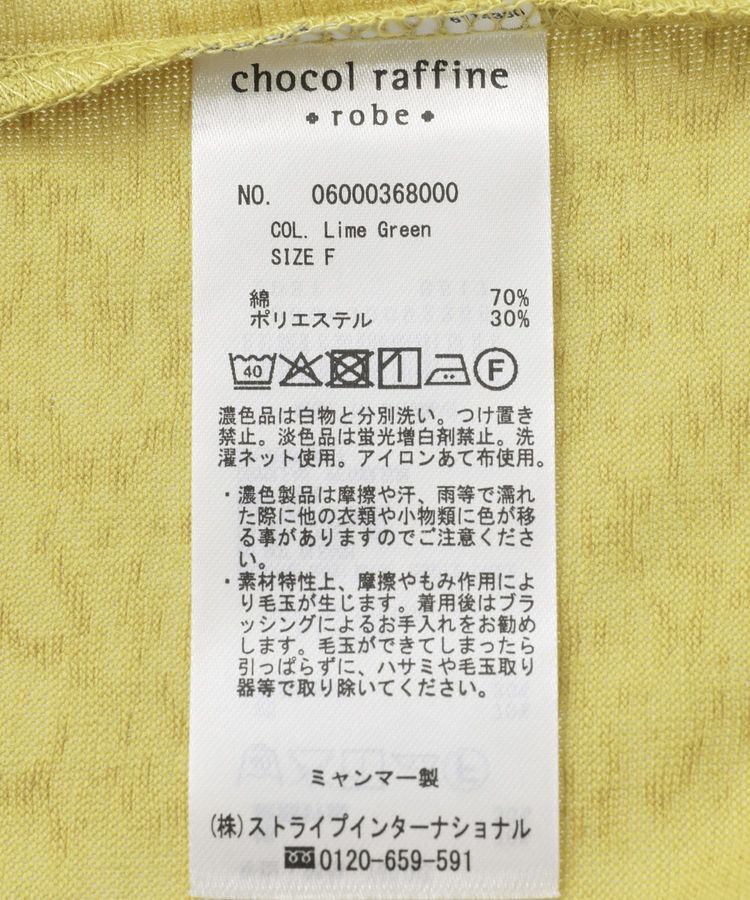 chocol raffine
robe
NO. 06000368000
COL. Lime Green
SIZE F
綿 70%
ポリエステル 30%
40 F
濃色品は白物と分別洗い。つけ置き
禁止。淡色品は蛍光増白剤禁止。洗
濯ネット使用。アイロンあて布使用。
・濃色製品は摩擦や汗、雨等で濡れ
た際に他の衣類や小物類に色が移
る事がありますのでご注意くださ
い。
・素材特性上、摩擦やもみ作用によ
り毛玉が生じます。着用後はブラ
ッシングによるお手入れをお勧め
します。毛玉ができてしまったら
引っぱらずに、ハサミや毛玉取り
器等で取り除いてください。
ミャンマー製
(株)ストライプインターナショナル
0120-659-591